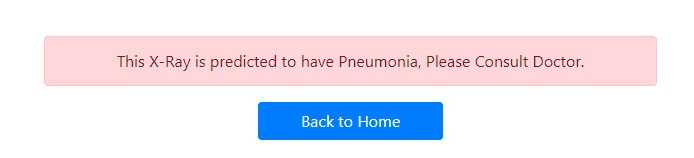 This X-Ray is predicted to have Pneumonia, Please Consult Doctor.
Back to Home